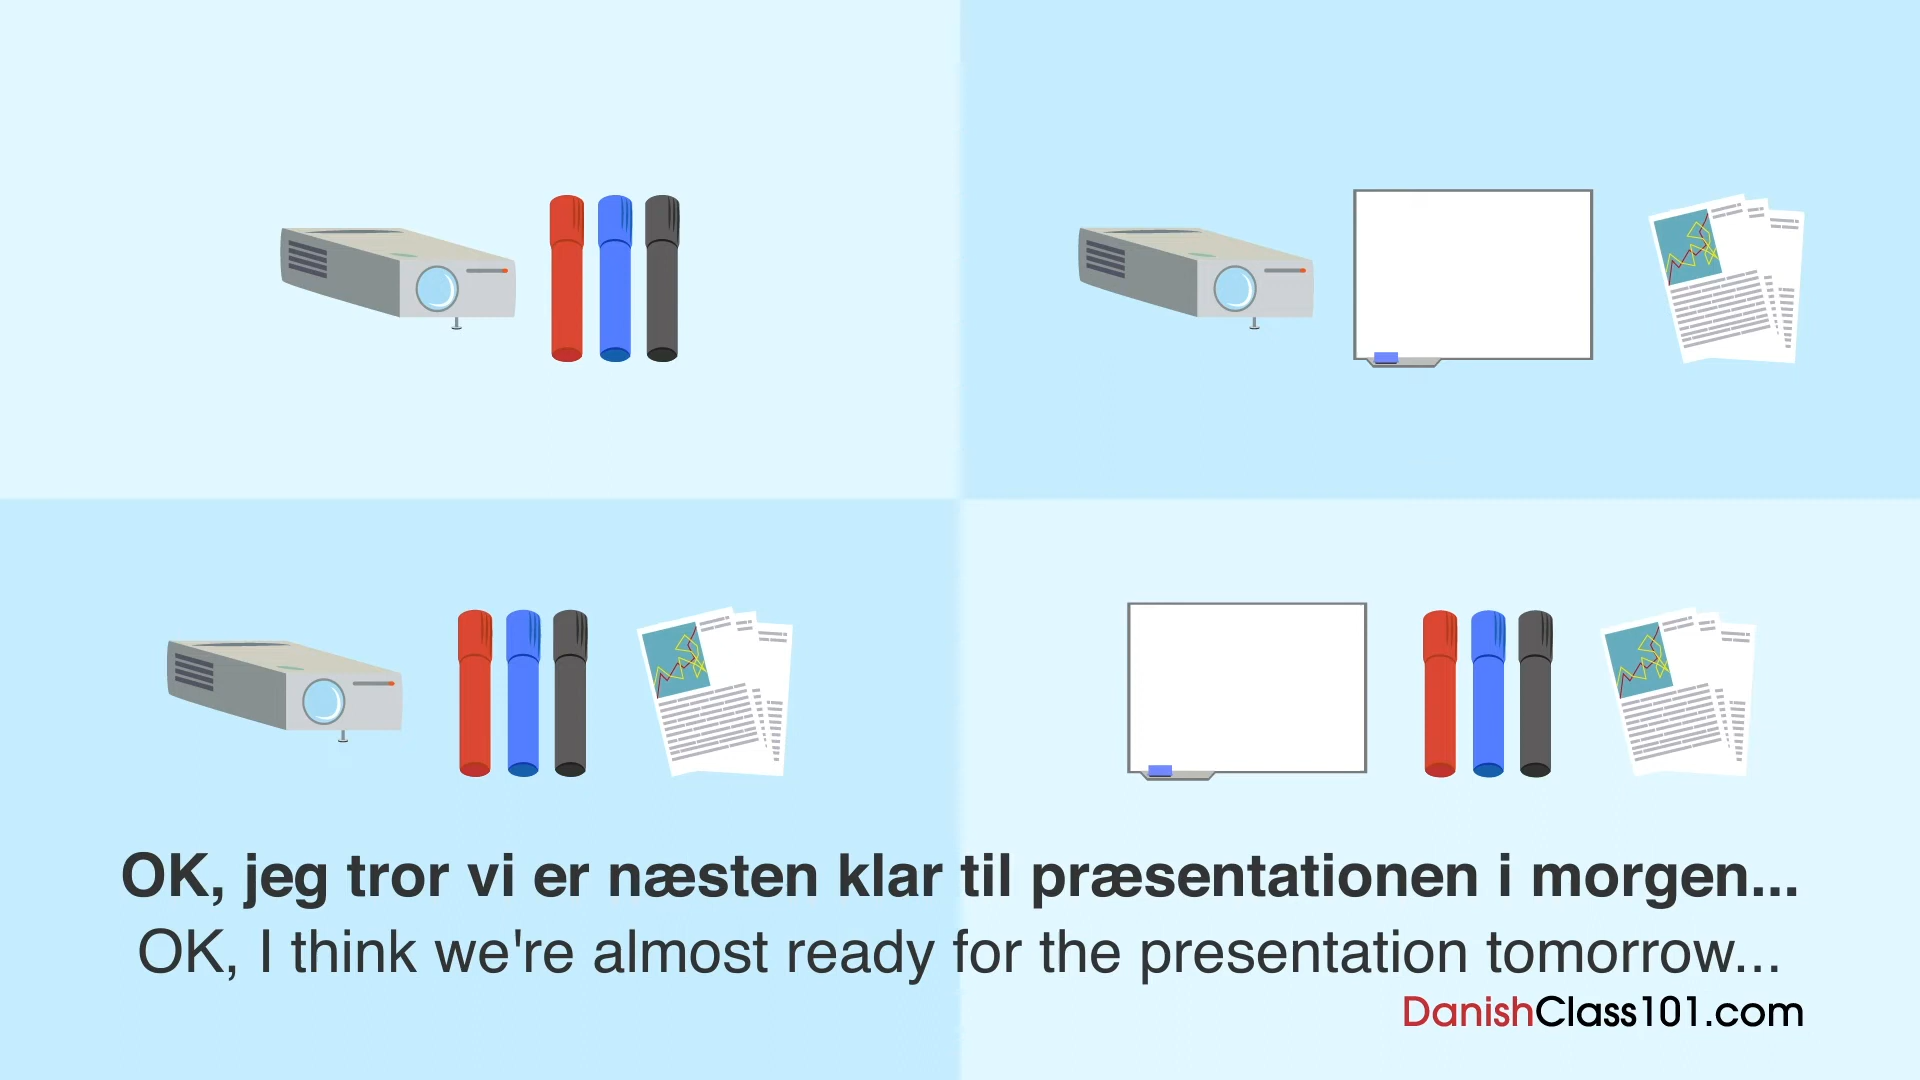 OK, jeg tror vi er næsten klar til præsentationen i morgen...
OK, I think we're almost ready for the presentation tomorrow...
DanishClass101.com